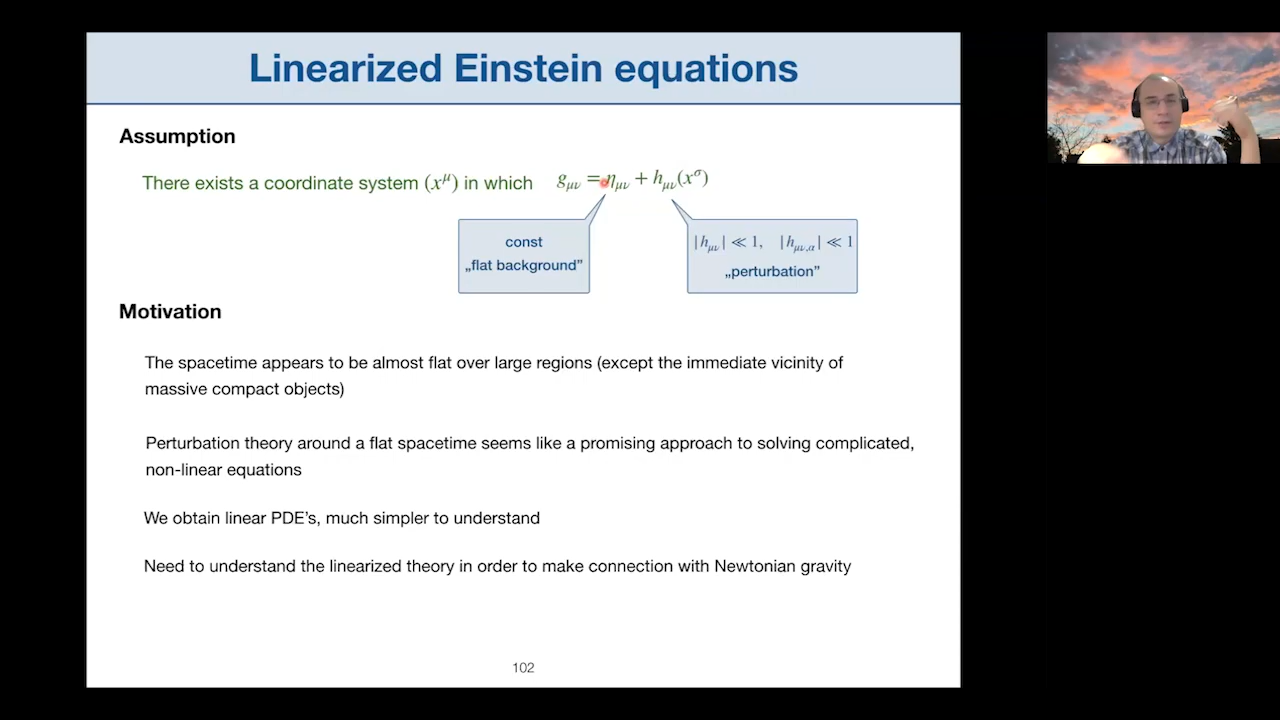 Linearized Einstein equations
Assumption
There exists a coordinate system (x^μ) in which g_μν = η_μν + h_μν(x^σ)
const
„flat background”
|h_μν| ≪ 1, |h_μν,α| ≪ 1
„perturbation”
Motivation
The spacetime appears to be almost flat over large regions (except the immediate vicinity of
massive compact objects)
Perturbation theory around a flat spacetime seems like a promising approach to solving complicated,
non-linear equations
We obtain linear PDE’s, much simpler to understand
Need to understand the linearized theory in order to make connection with Newtonian gravity
102